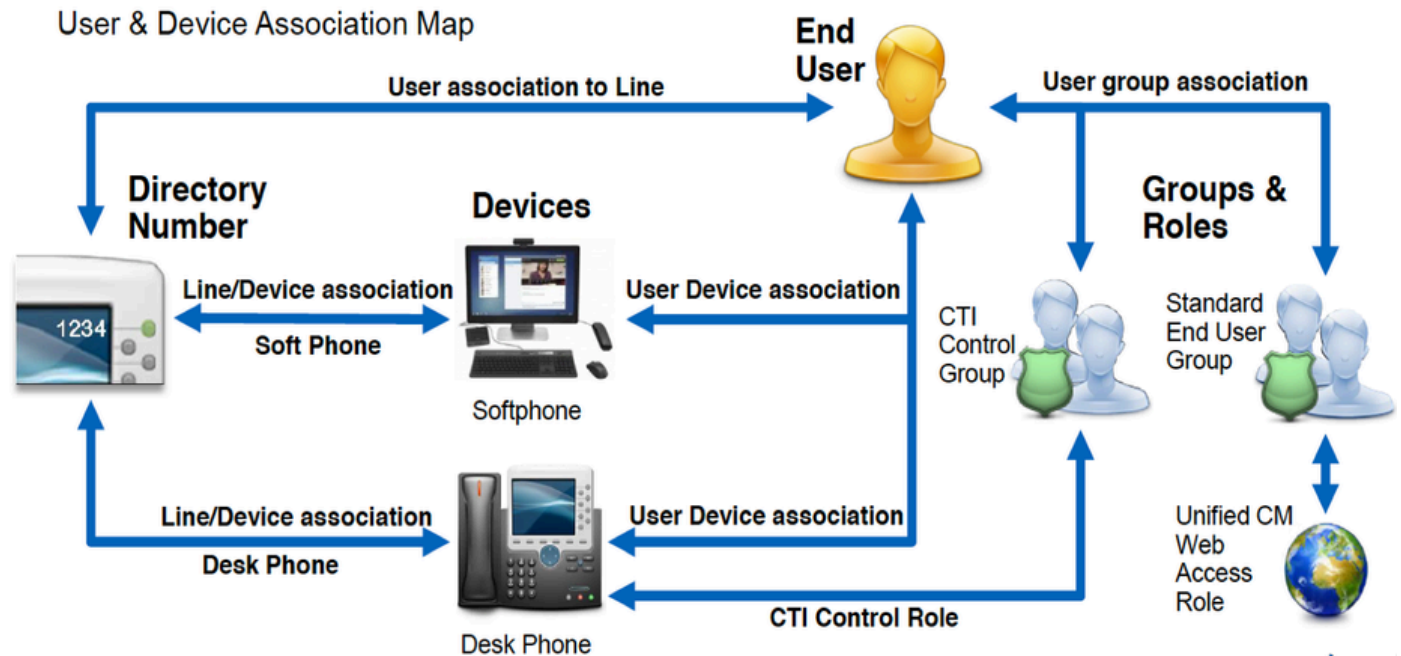 User & Device Association Map
End
User
User association to Line
User group association
Directory
Number
Devices
Groups &
Roles
1234
Line/Device association
Soft Phone
User Device association
Softphone
CTI
Control
Group
Standard
End User
Group
Line/Device association
Desk Phone
User Device association
Desk Phone
CTI Control Role
Unified CM
Web
Access
Role